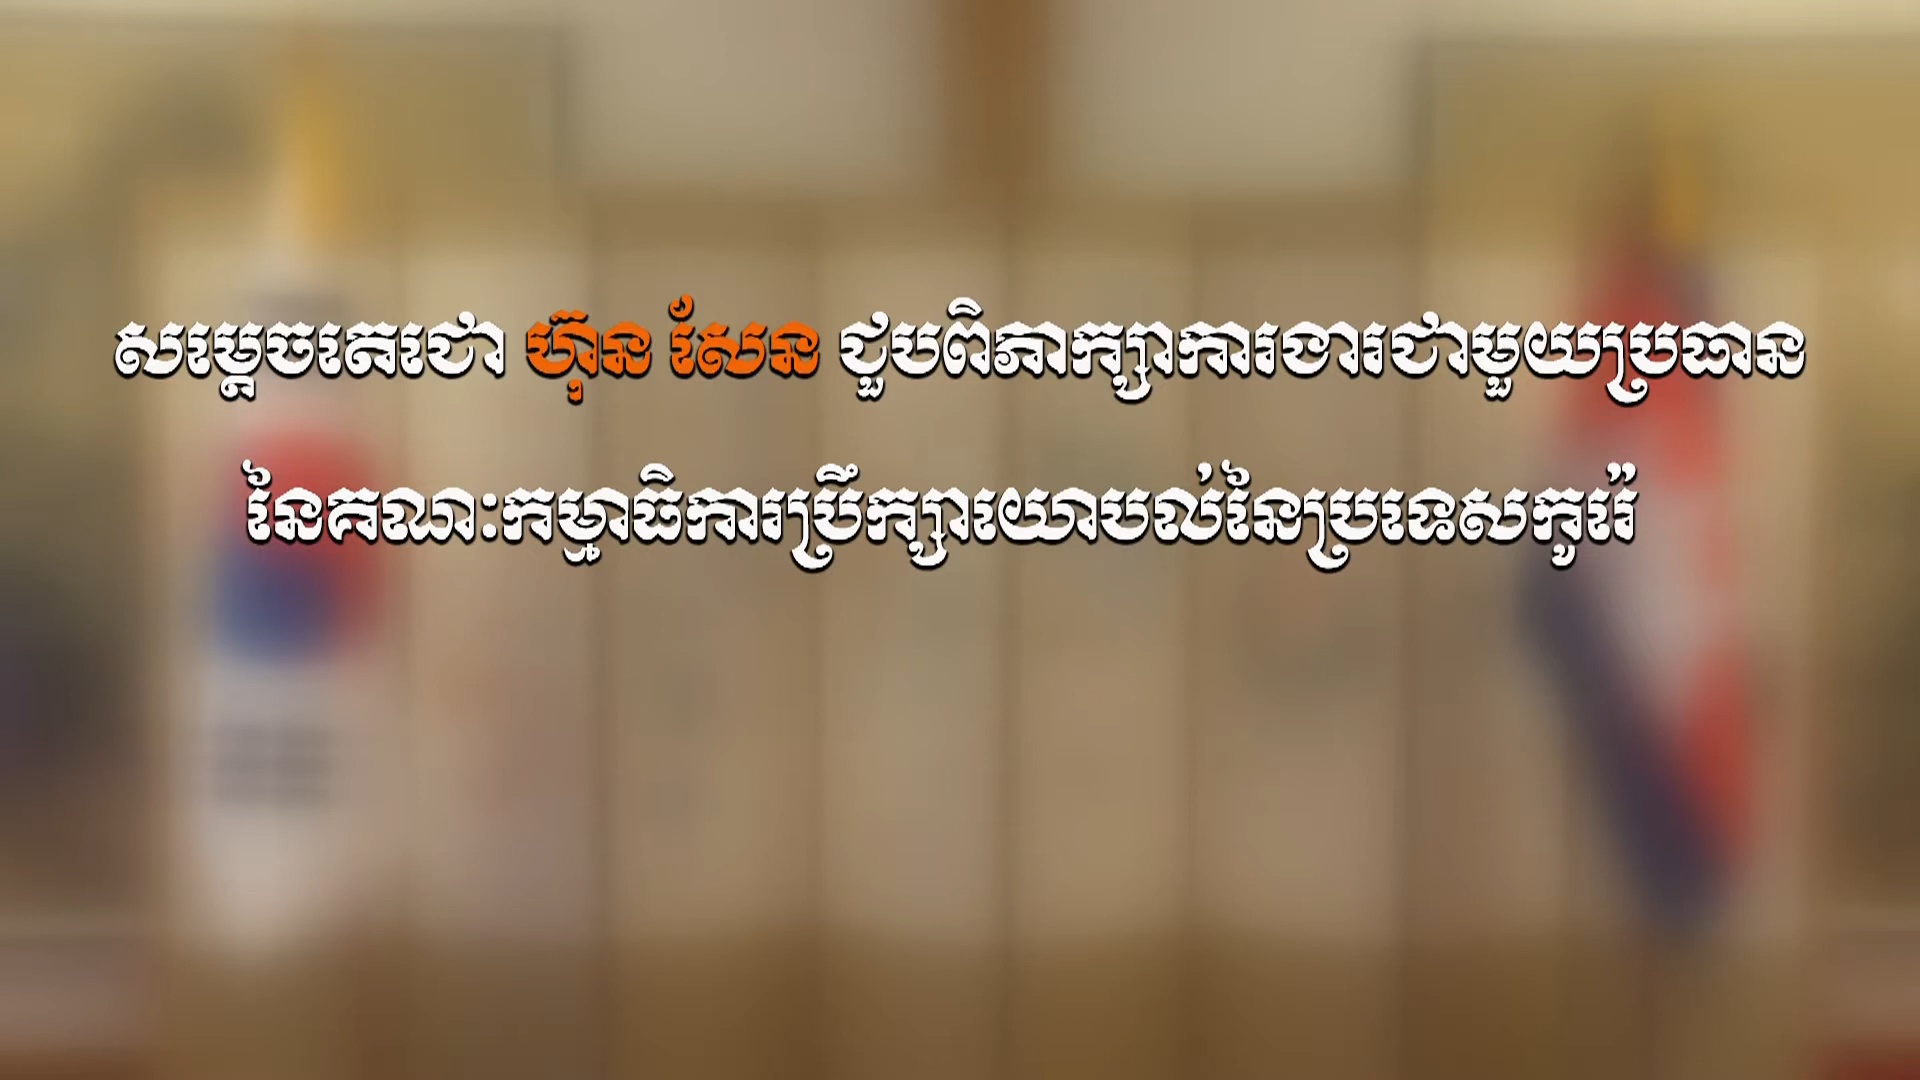 សម្តេចតេជោ ហ៊ុន សែន ជួបពិភាក្សាការងារជាមួយប្រធាន
នៃគណៈកម្មាធិការប្រឹក្សាយោបល់នៃប្រទេសកូរ៉េ